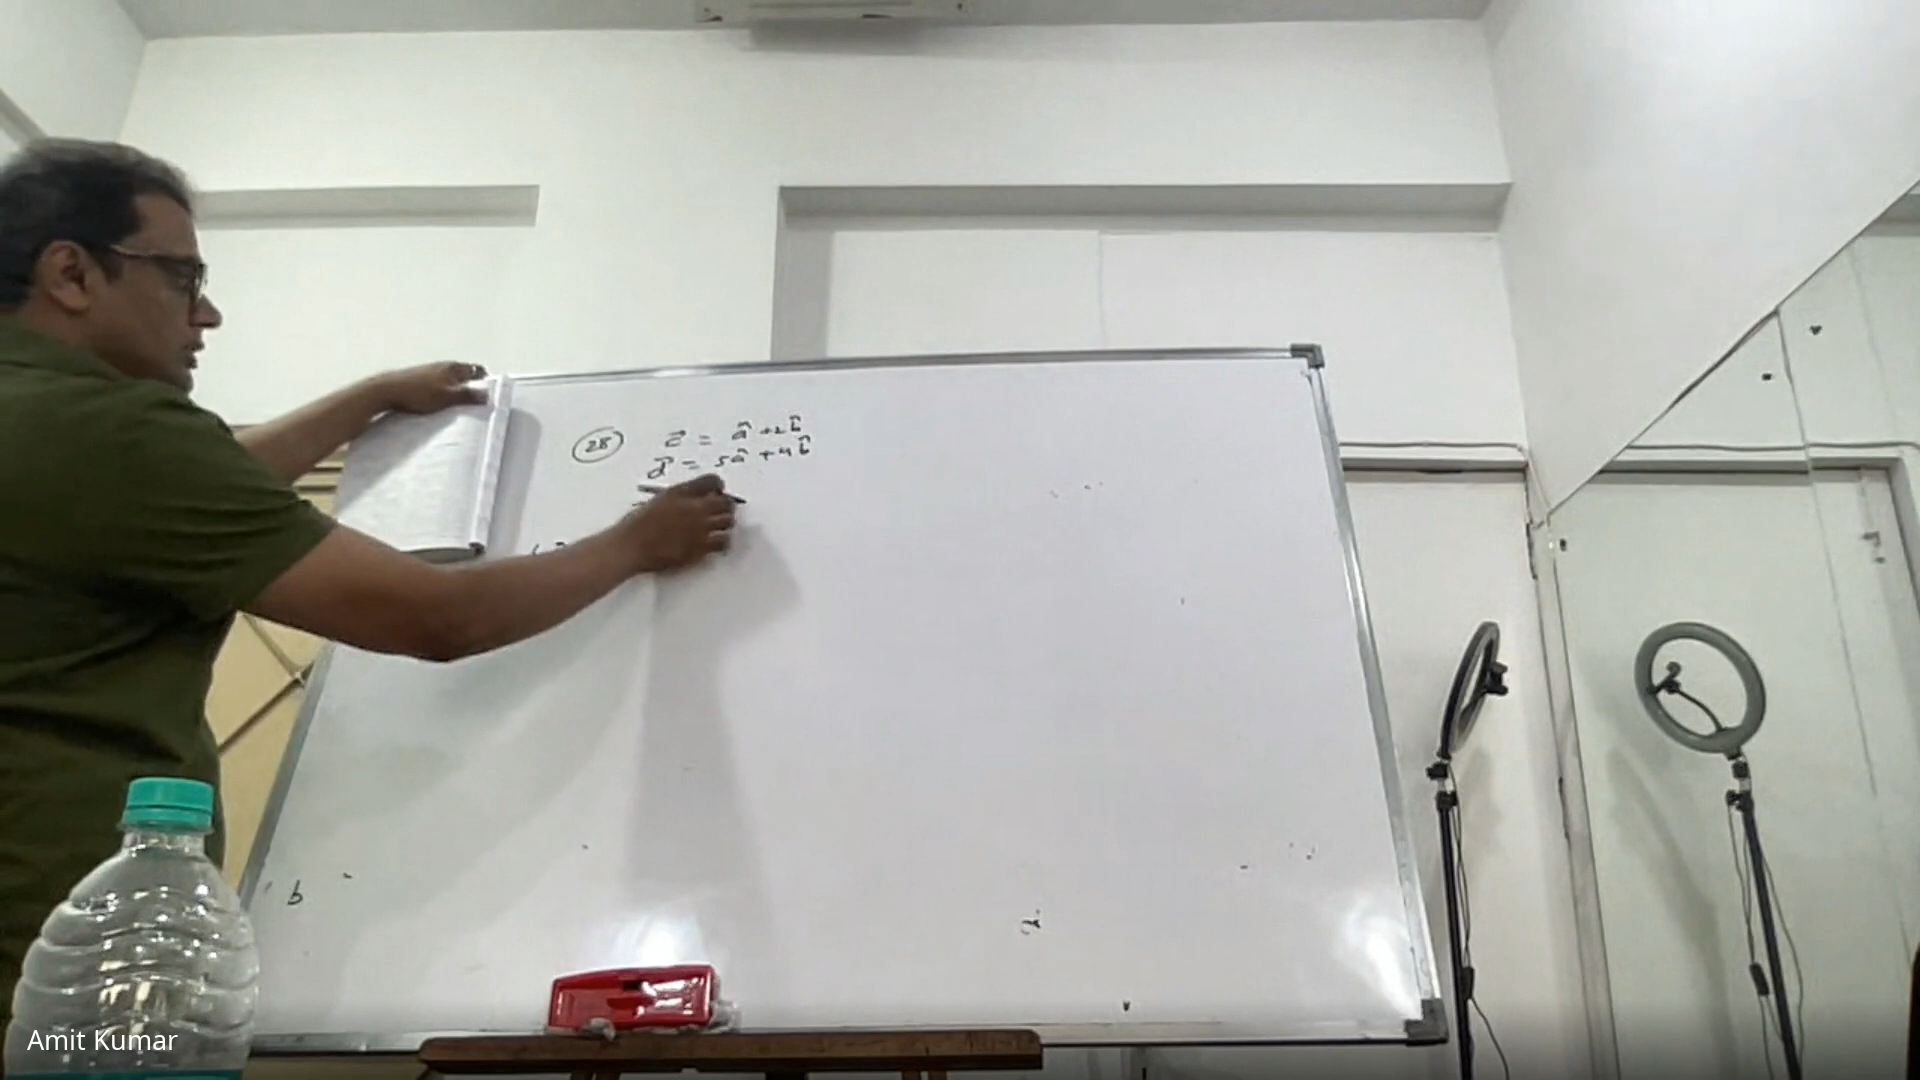 28 c⃗ = â + 2b̂
d⃗ = 5â + 4b̂
b
a
Amit Kumar